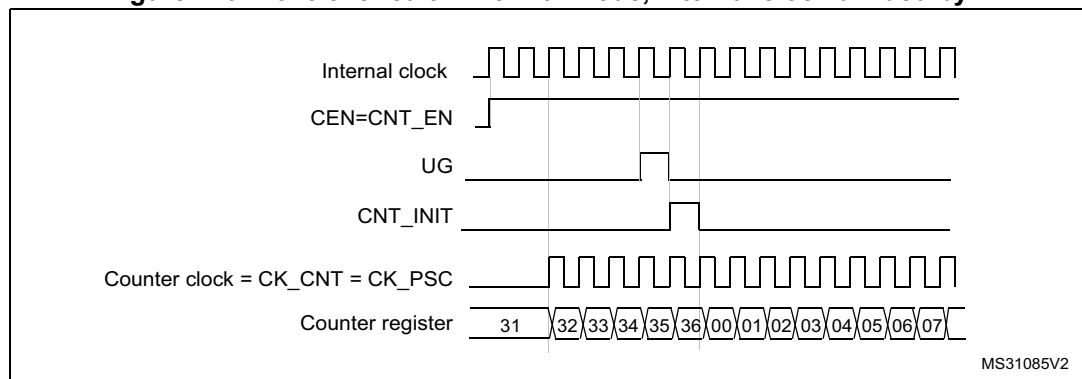 Internal clock
CEN=CNT_EN
UG
CNT_INIT
Counter clock = CK_CNT = CK_PSC
Counter register 31 32 33 34 35 36 00 01 02 03 04 05 06 07
MS31085V2